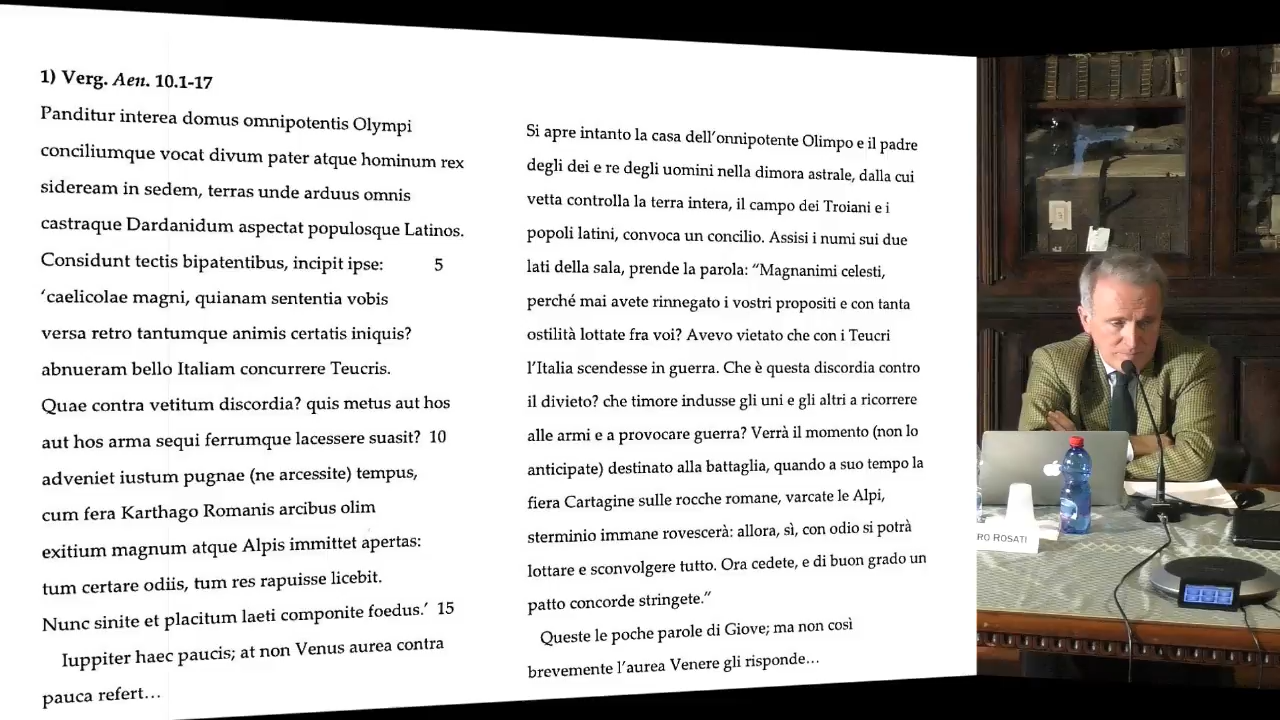 1) Verg. Aen. 10.1-17
Panditur interea domus omnipotentis Olympi
conciliumque vocat divum pater atque hominum rex
sideream in sedem, terras unde arduus omnis
castraque Dardanidum aspectat populosque Latinos.
Considunt tectis bipatentibus, incipit ipse: 5
‘caelicolae magni, quianam sententia vobis
versa retro tantumque animis certatis iniquis?
abnueram bello Italiam concurrere Teucris.
Quae contra vetitum discordia? quis metus aut hos
aut hos arma sequi ferrumque lacessere suasit? 10
adveniet iustum pugnae (ne arcessite) tempus,
cum fera Karthago Romanis arcibus olim
exitium magnum atque Alpis immittet apertas:
tum certare odiis, tum res rapuisse licebit.
Nunc sinite et placitum laeti componite foedus.’ 15
Iuppiter haec paucis; at non Venus aurea contra
pauca refert…
Si apre intanto la casa dell’onnipotente Olimpo e il padre
degli dei e re degli uomini nella dimora astrale, dalla cui
vetta controlla la terra intera, il campo dei Troiani e i
popoli latini, convoca un concilio. Assisi i numi sui due
lati della sala, prende la parola: “Magnanimi celesti,
perché mai avete rinnegato i vostri propositi e con tanta
ostilità lottate fra voi? Avevo vietato che con i Teucri
l’Italia scendesse in guerra. Che è questa discordia contro
il divieto? che timore indusse gli uni e gli altri a ricorrere
alle armi e a provocare guerra? Verrà il momento (non lo
anticipate) destinato alla battaglia, quando a suo tempo la
fiera Cartagine sulle rocche romane, varcate le Alpi,
sterminio immane rovescerà: allora, sì, con odio si potrà
lottare e sconvolgere tutto. Ora cedete, e di buon grado un
patto concorde stringete.”
Queste le poche parole di Giove; ma non così
brevemente l’aurea Venere gli risponde…
RO ROSATI